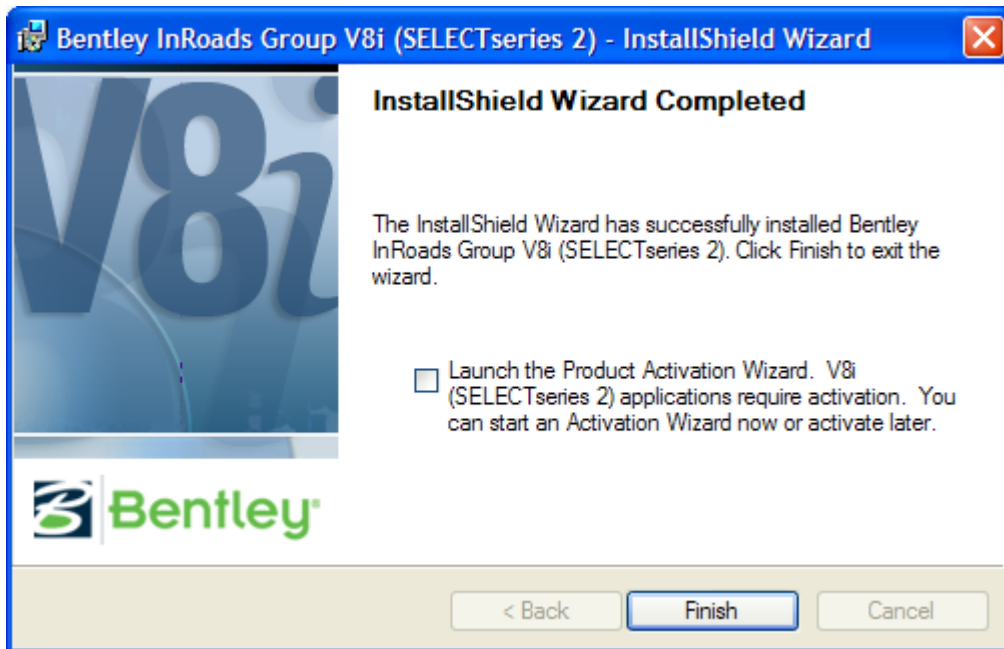 Bentley InRoads Group V8i (SELECTseries 2) - InstallShield Wizard
V8i
InstallShield Wizard Completed
The InstallShield Wizard has successfully installed Bentley
InRoads Group V8i (SELECTseries 2). Click Finish to exit the
wizard.
Launch the Product Activation Wizard. V8i
(SELECTseries 2) applications require activation. You
can start an Activation Wizard now or activate later.
Bentley
< Back
Finish
Cancel